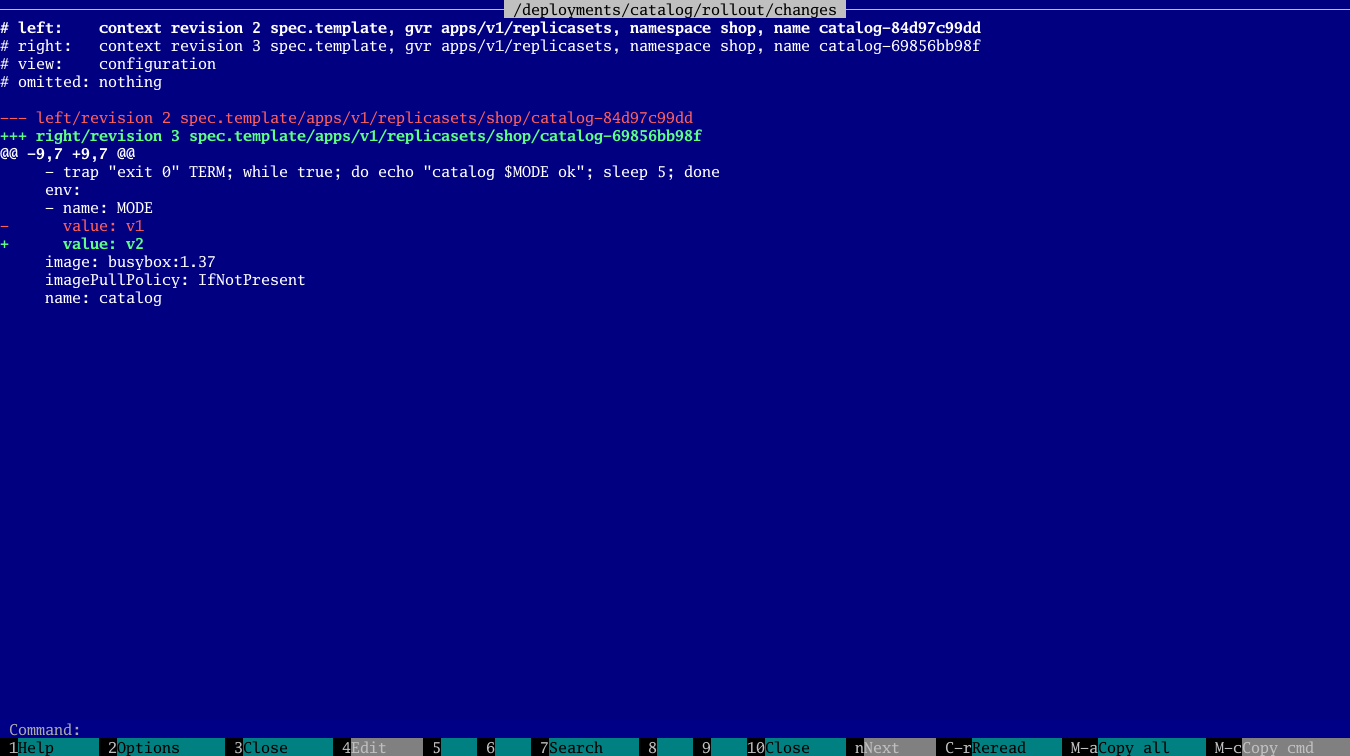 /deployments/catalog/rollout/changes
# left:    context revision 2 spec.template, gvr apps/v1/replicasets, namespace shop, name catalog-84d97c99dd
# right:   context revision 3 spec.template, gvr apps/v1/replicasets, namespace shop, name catalog-69856bb98f
# view:    configuration
# omitted: nothing
--- left/revision 2 spec.template/apps/v1/replicasets/shop/catalog-84d97c99dd
+++ right/revision 3 spec.template/apps/v1/replicasets/shop/catalog-69856bb98f
@@ -9,7 +9,7 @@
     - trap "exit 0" TERM; while true; do echo "catalog $MODE ok"; sleep 5; done
     env:
     - name: MODE
-      value: v1
+      value: v2
     image: busybox:1.37
     imagePullPolicy: IfNotPresent
     name: catalog
Command:
1Help 2Options 3Close 4Edit 5 6 7Search 8 9 10Close nNext C-rReread M-aCopy all M-cCopy cmd